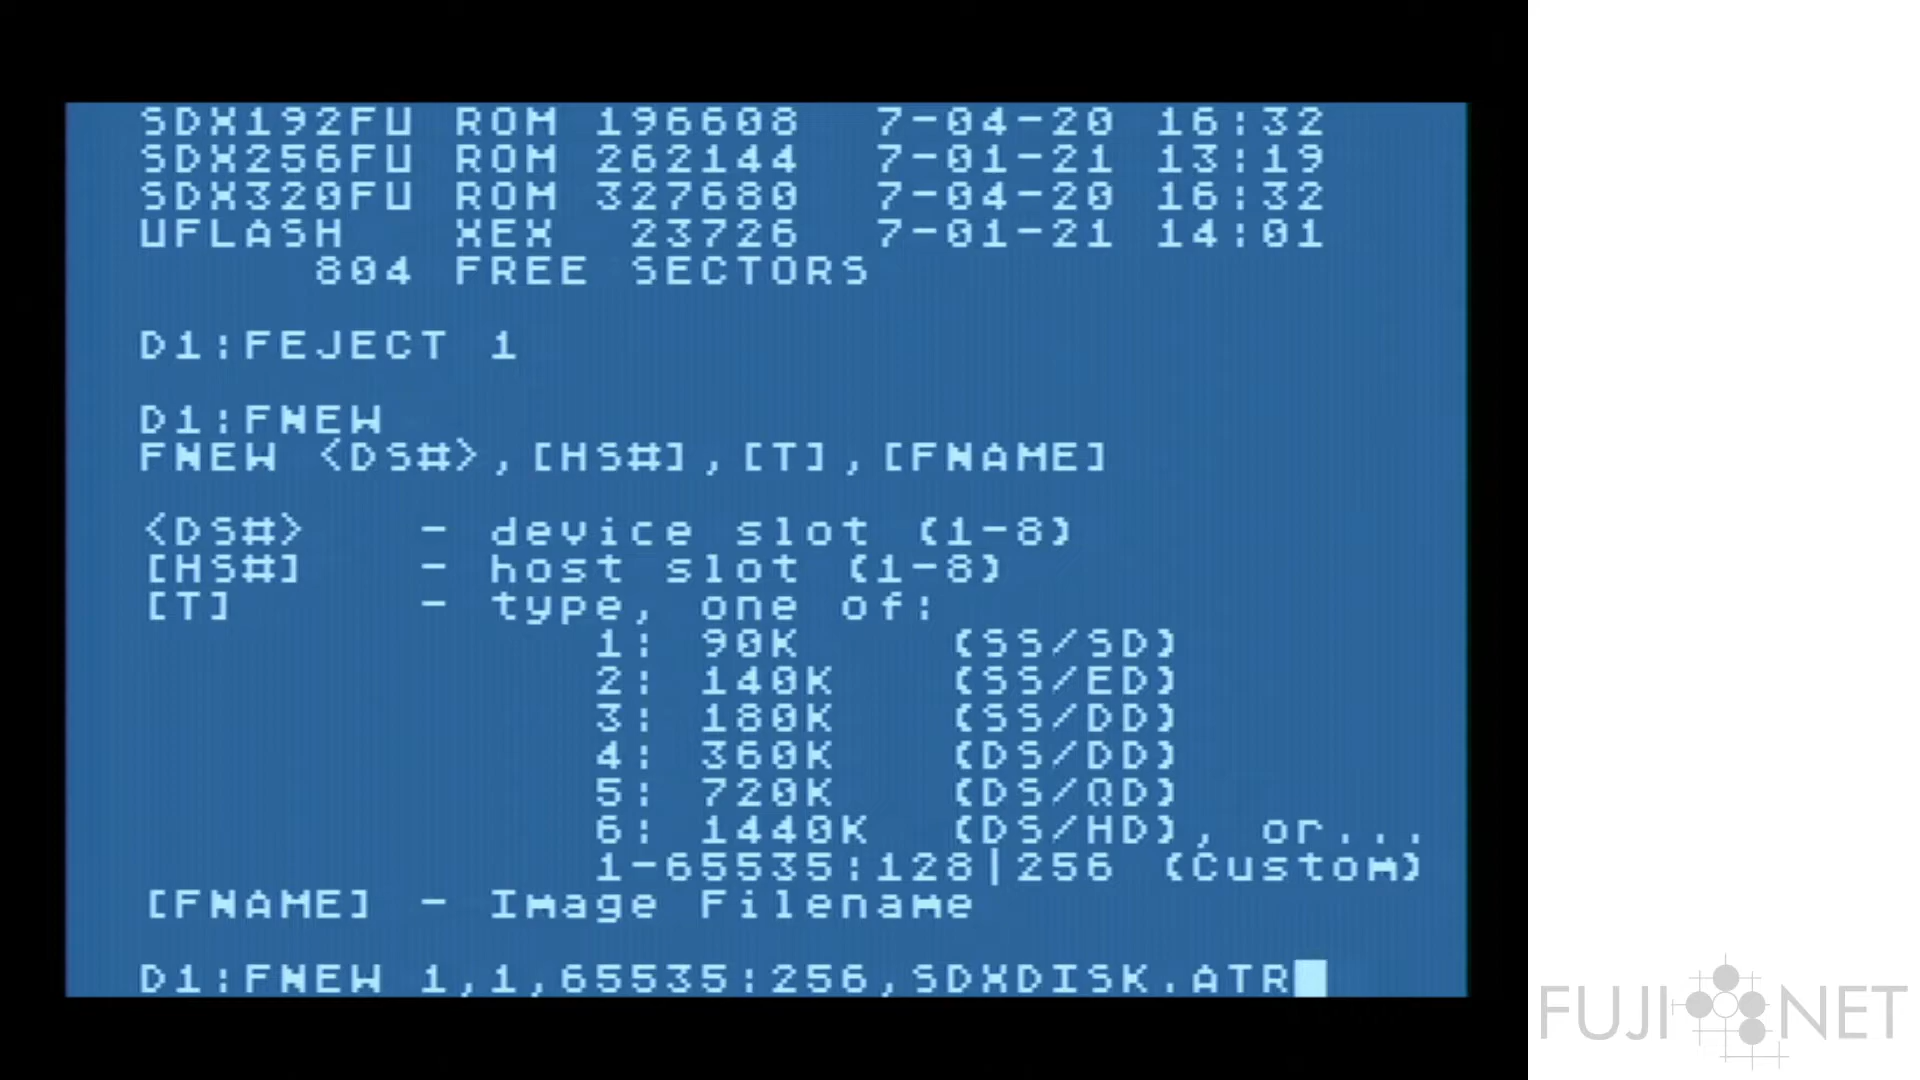 SDX192FU ROM 196608  7-04-20 16:32
SDX256FU ROM 262144  7-01-21 13:19
SDX320FU ROM 327680  7-04-20 16:32
UFLASH   XEX  23726  7-01-21 14:01
804 FREE SECTORS
D1:FEJECT 1
D1:FNEW
FNEW <DS#>,[HS#],[T],[FNAME]
<DS#>   - device slot (1-8)
[HS#]   - host slot (1-8)
[T]     - type, one of:
1: 90K    (SS/SD)
2: 140K   (SS/ED)
3: 180K   (SS/DD)
4: 360K   (DS/DD)
5: 720K   (DS/QD)
6: 1440K  (DS/HD), or...
1-65535:128|256 (Custom)
[FNAME] - Image Filename
D1:FNEW 1,1,65535:256,SDXDISK.ATR
FUJINET